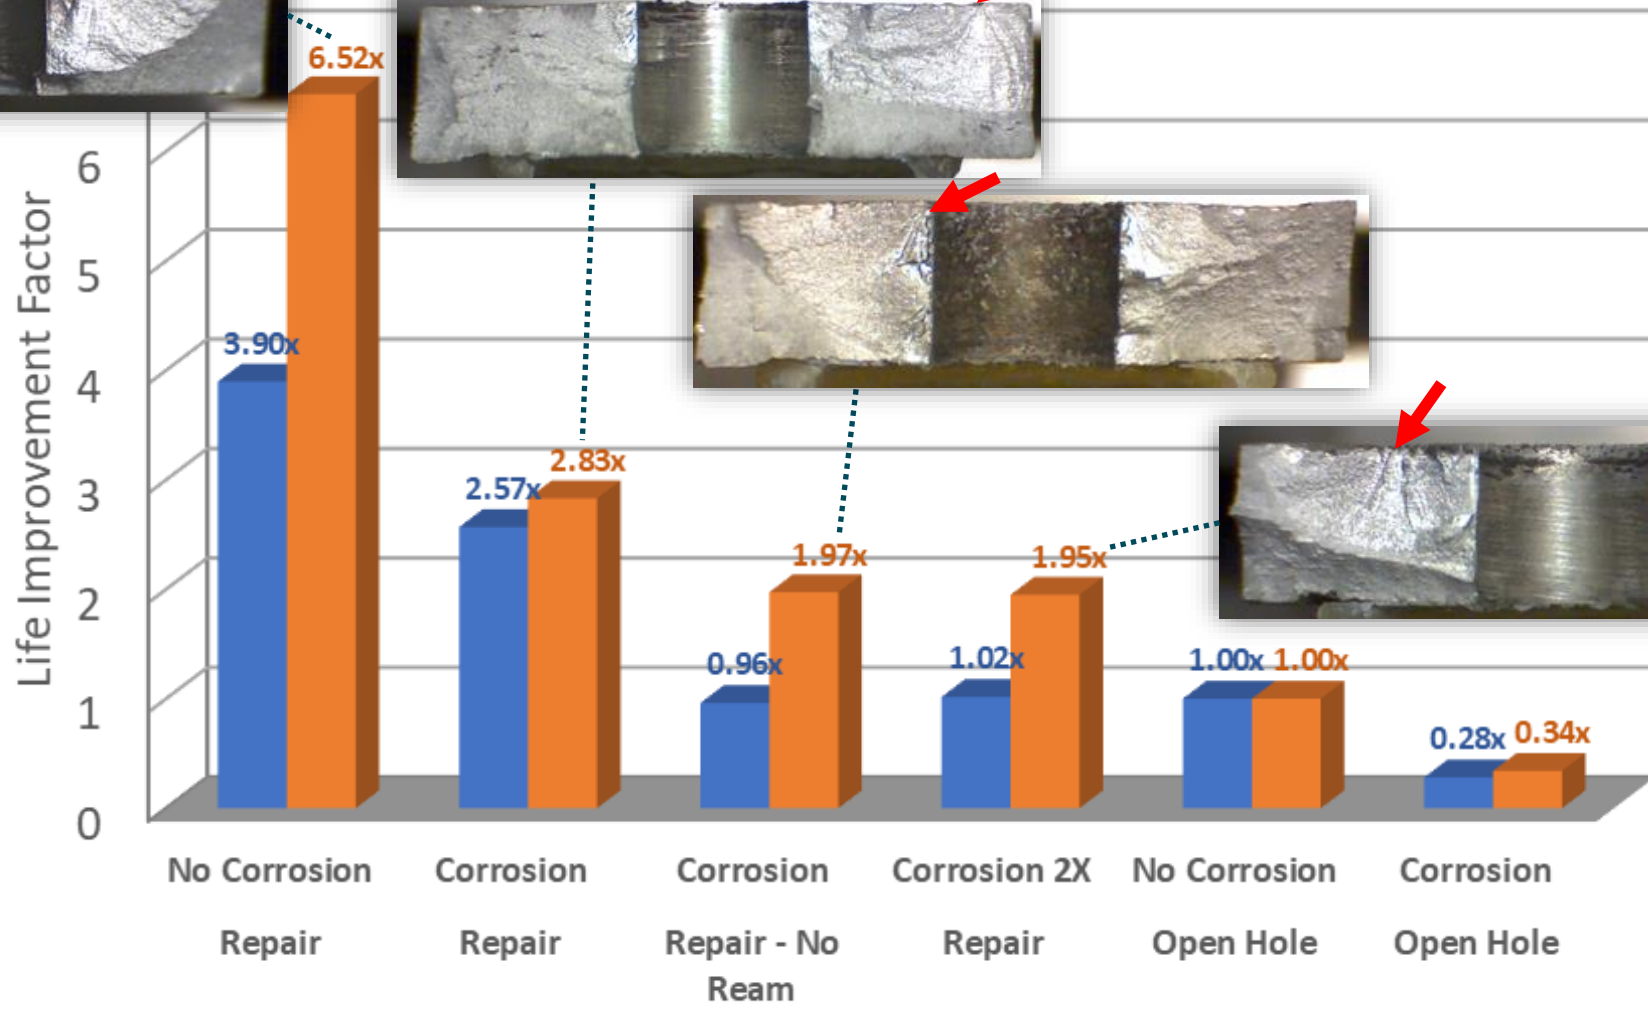 Life Improvement Factor
6
5
4
3
2
1
0
3.90x
6.52x
2.57x
2.83x
0.96x
1.97x
1.02x
1.95x
1.00x
1.00x
0.28x
0.34x
No Corrosion
Repair
Corrosion
Repair
Corrosion
Repair - No
Ream
Corrosion 2X
Repair
No Corrosion
Open Hole
Corrosion
Open Hole